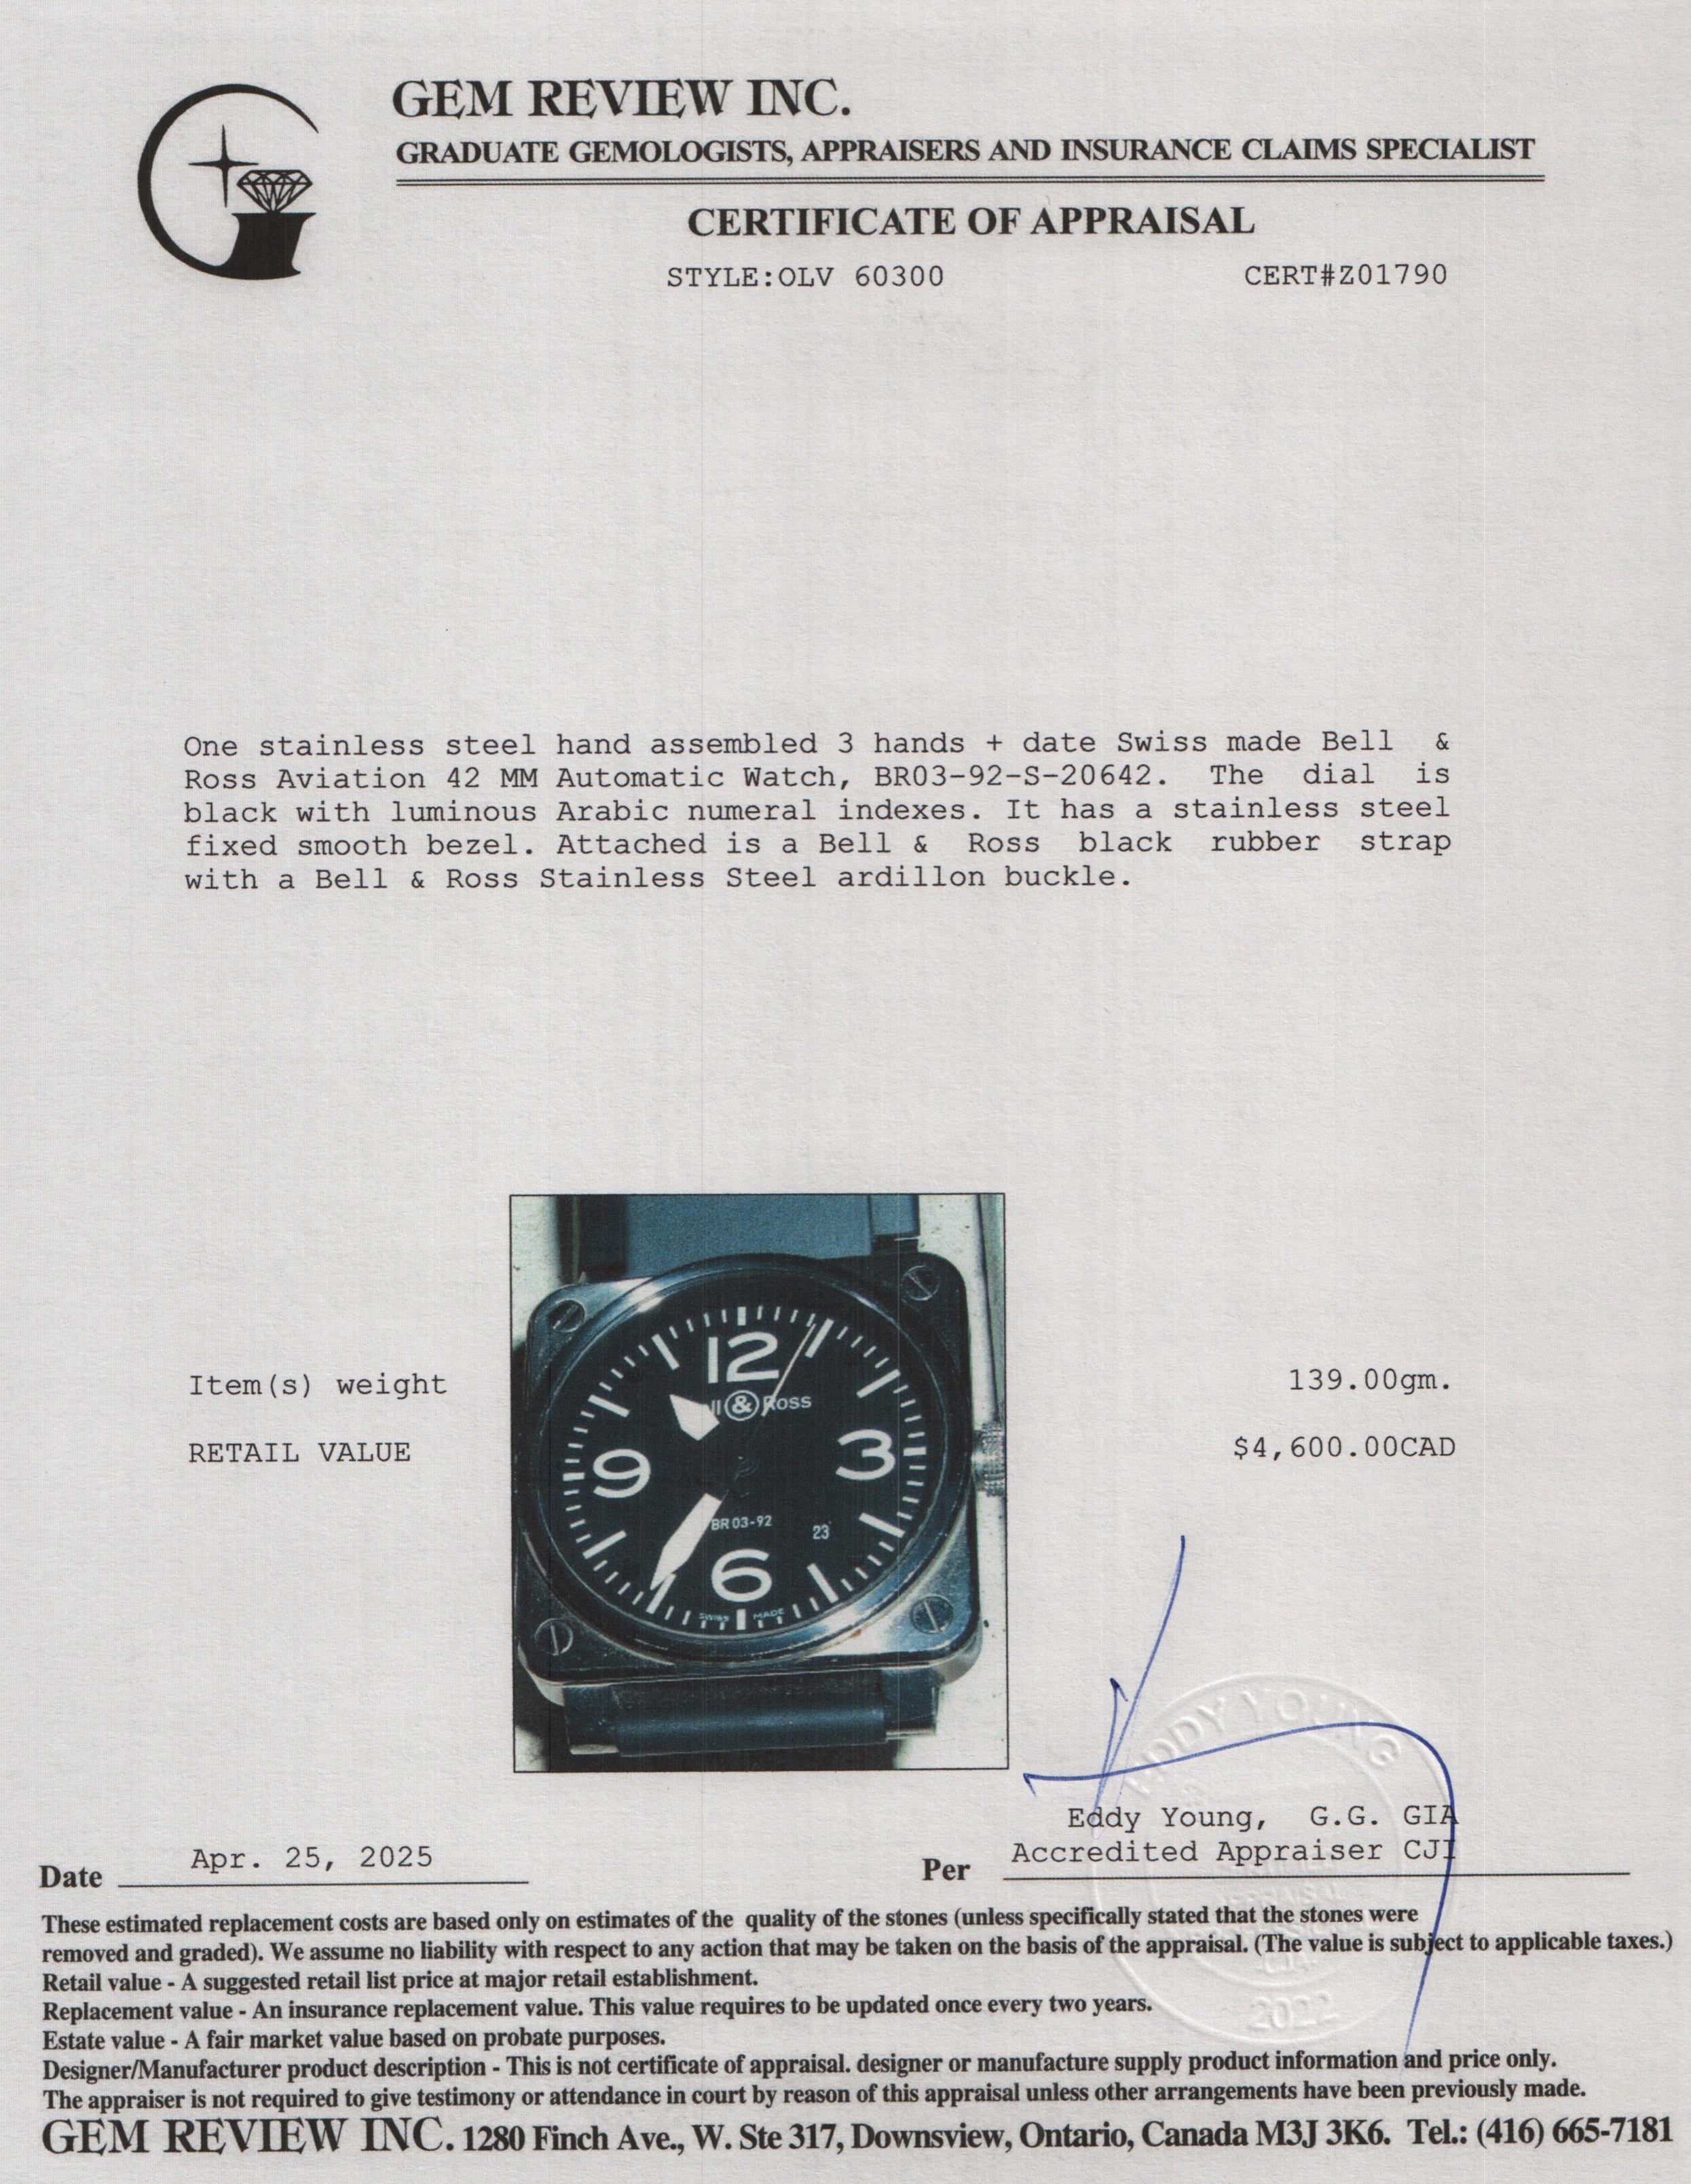 GEM REVIEW INC.
GRADUATE GEMOLOGISTS, APPRAISERS AND INSURANCE CLAIMS SPECIALIST
CERTIFICATE OF APPRAISAL
STYLE:OLV 60300 CERT#Z01790
One stainless steel hand assembled 3 hands + date Swiss made Bell &
Ross Aviation 42 MM Automatic Watch, BR03-92-S-20642. The dial is
black with luminous Arabic numeral indexes. It has a stainless steel
fixed smooth bezel. Attached is a Bell & Ross black rubber strap
with a Bell & Ross Stainless Steel ardillon buckle.
12
ll & Ross
9 3
BR 03-92 23
6
SWISS MADE
Item(s) weight 139.00gm.
RETAIL VALUE $4,600.00CAD
EDDY YOUNG
Eddy Young, G.G. GIA
Accredited Appraiser CJI
Date Apr. 25, 2025 Per
2022
These estimated replacement costs are based only on estimates of the quality of the stones (unless specifically stated that the stones were
removed and graded). We assume no liability with respect to any action that may be taken on the basis of the appraisal. (The value is subject to applicable taxes.)
Retail value - A suggested retail list price at major retail establishment.
Replacement value - An insurance replacement value. This value requires to be updated once every two years.
Estate value - A fair market value based on probate purposes.
Designer/Manufacturer product description - This is not certificate of appraisal. designer or manufacture supply product information and price only.
The appraiser is not required to give testimony or attendance in court by reason of this appraisal unless other arrangements have been previously made.
GEM REVIEW INC. 1280 Finch Ave., W. Ste 317, Downsview, Ontario, Canada M3J 3K6. Tel.: (416) 665-7181